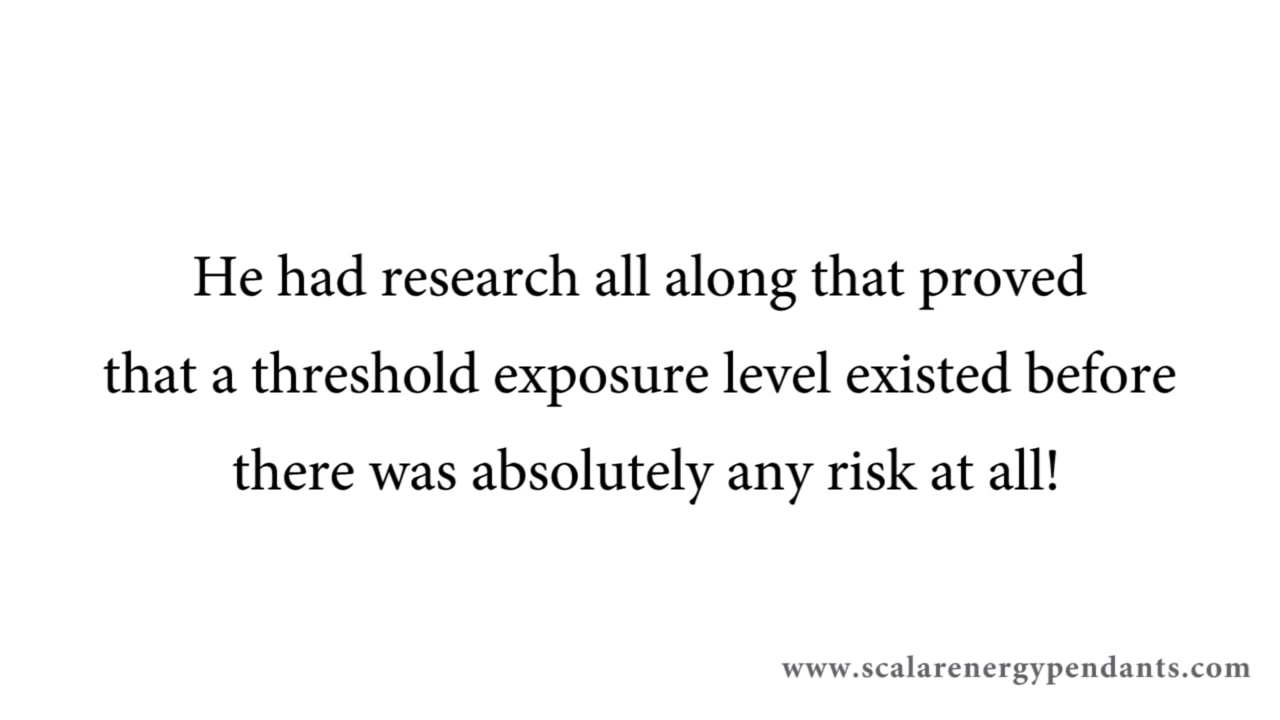 He had research all along that proved
that a threshold exposure level existed before
there was absolutely any risk at all!
www.scalarenergypendants.com